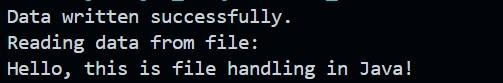 Data written successfully.
Reading data from file:
Hello, this is file handling in Java!